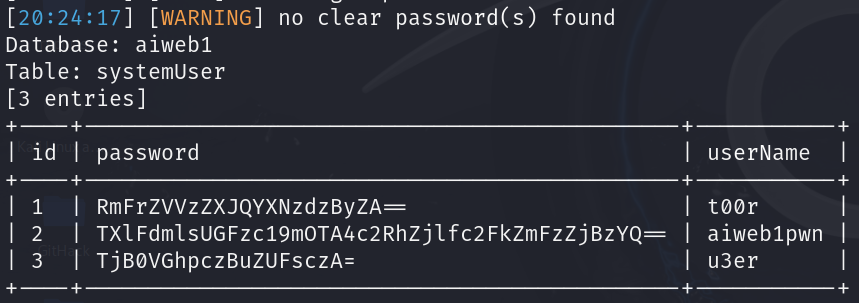 [20:24:17] [WARNING] no clear password(s) found
Database: aiweb1
Table: systemUser
[3 entries]
+----+--------------------------------------------------+-----------+
| id | password | userName |
+----+--------------------------------------------------+-----------+
| 1 | RmFrZVVzZXJQYXNzdzByZA== | t00r |
| 2 | TXlFdmlsUGFzc19mOTA4c2RhZjlfc2FkZmFzZjBzYQ== | aiweb1pwn |
| 3 | TjB0VGhpczBuZUFsczA= | u3er |
+----+--------------------------------------------------+-----------+